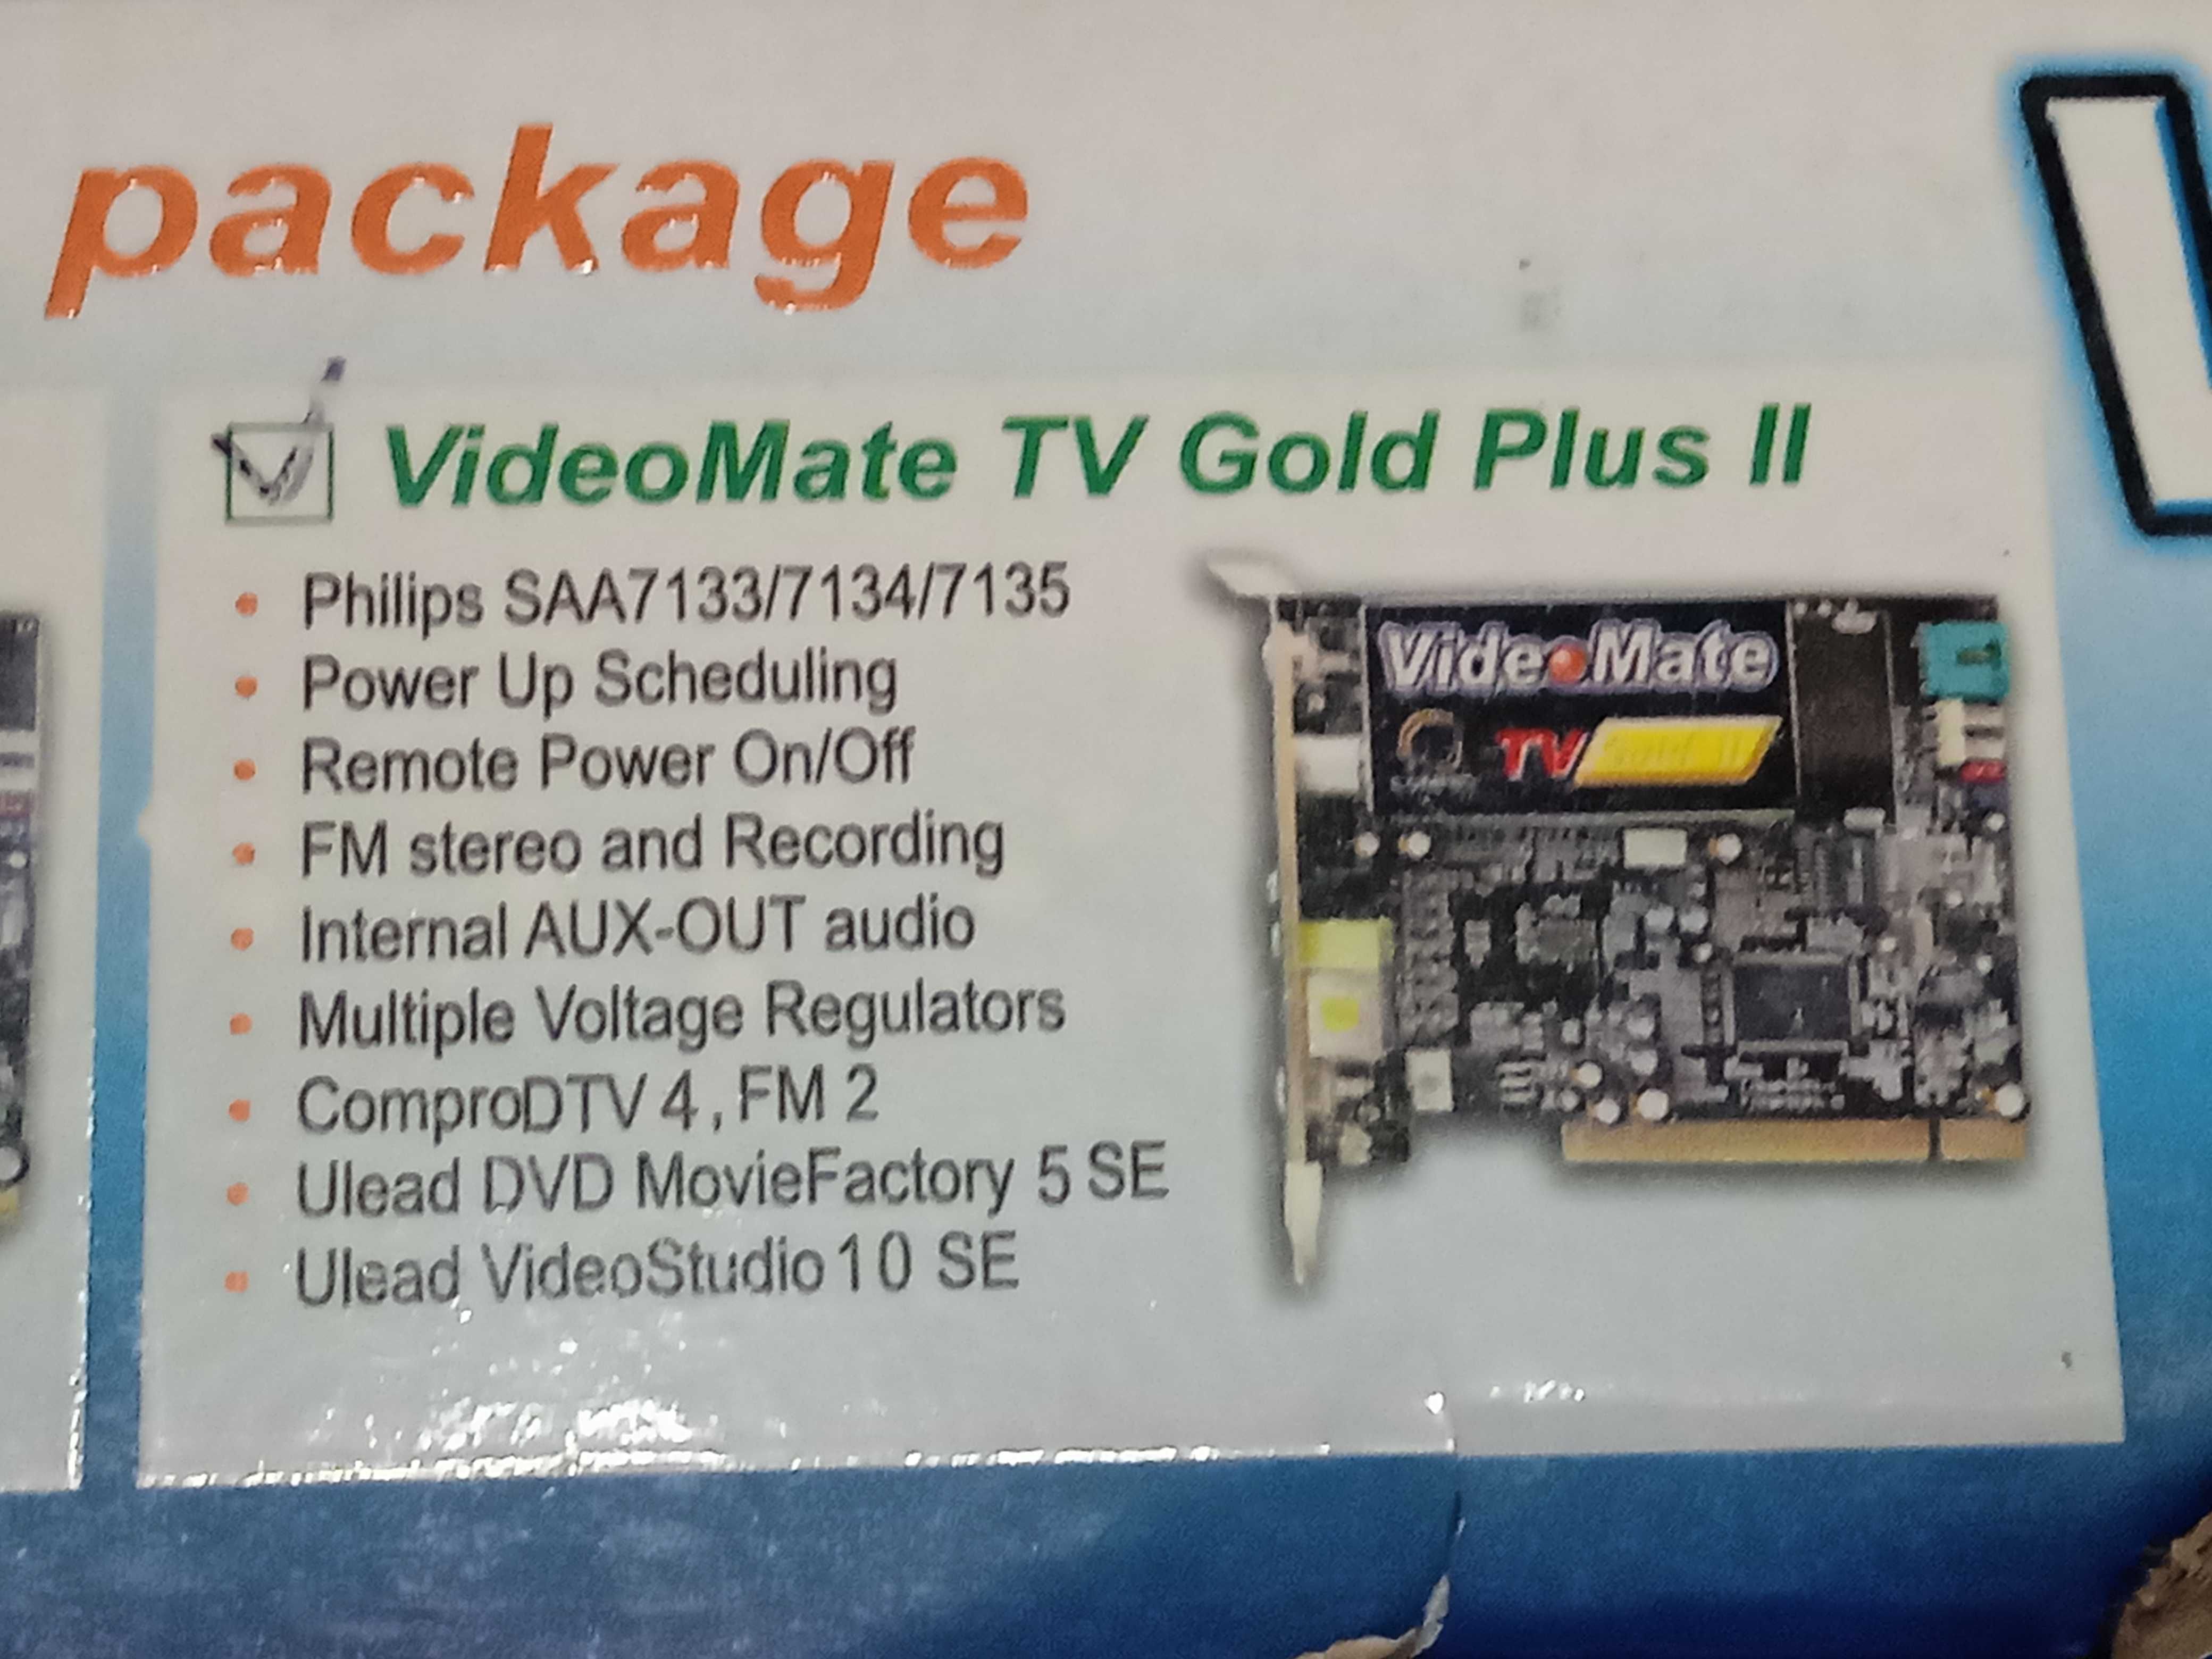 package
VideoMate TV Gold Plus II
• Philips SAA7133/7134/7135
• Power Up Scheduling
• Remote Power On/Off
• FM stereo and Recording
• Internal AUX-OUT audio
• Multiple Voltage Regulators
• ComproDTV 4, FM 2
• Ulead DVD MovieFactory 5 SE
• Ulead VideoStudio10 SE
VideoMate
TV